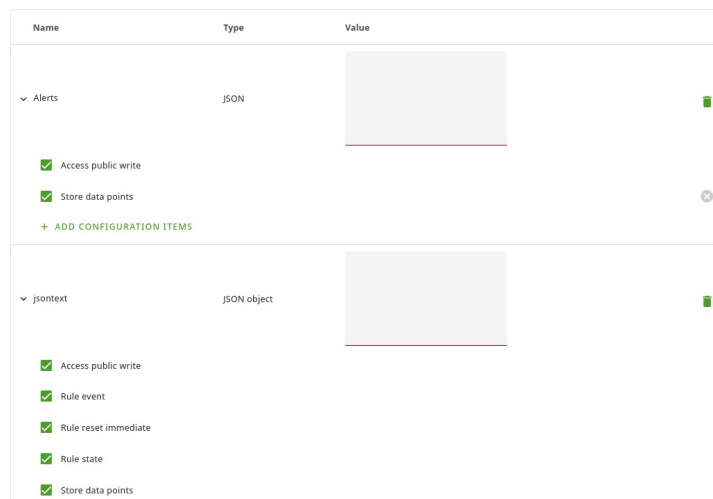 Name Type Value
Alerts JSON
Access public write
Store data points
+ ADD CONFIGURATION ITEMS
jsontext JSON object
Access public write
Rule event
Rule reset immediate
Rule state
Store data points